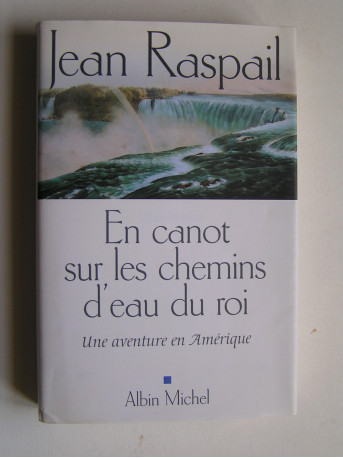 Jean Raspail
En canot
sur les chemins
d'eau du roi
Une aventure en Amérique
Albin Michel